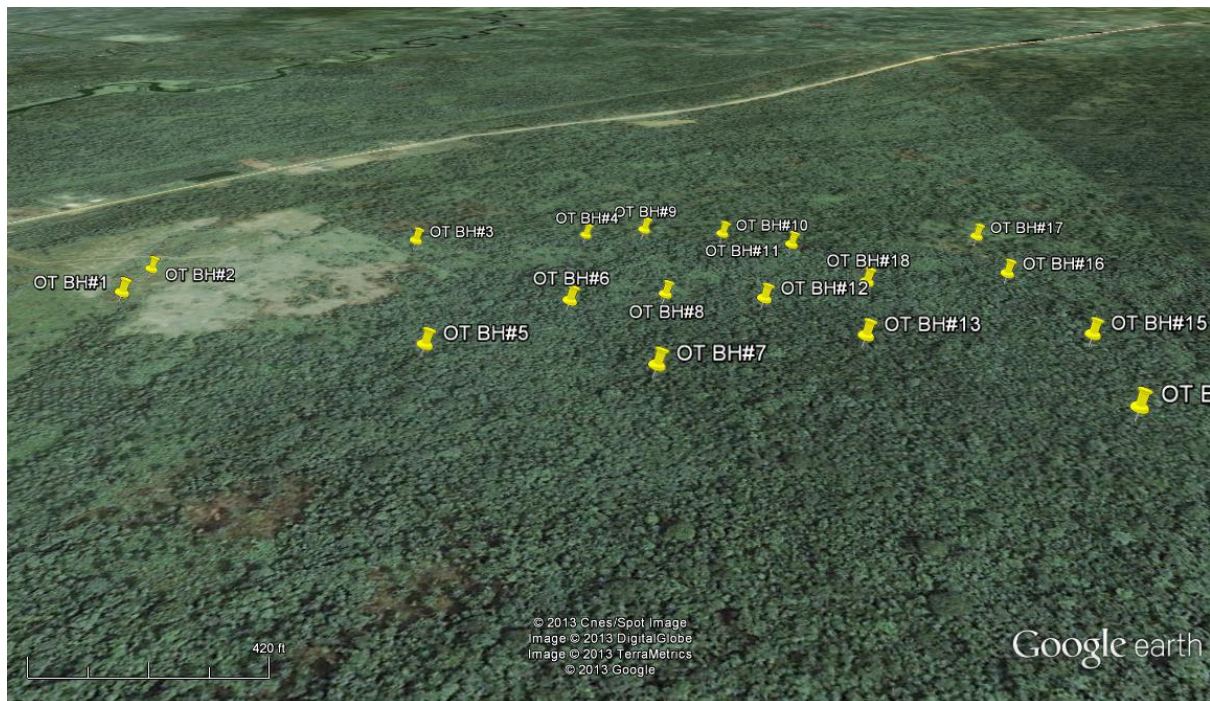 OT BH#4
OT BH#9
OT BH#10
OT BH#17
OT BH#3
OT BH#11
OT BH#18
OT BH#16
OT BH#2
OT BH#1
OT BH#6
OT BH#12
OT BH#8
OT BH#15
OT BH#13
OT BH#5
OT BH#7
OT B
© 2013 Cnes/Spot Image
Image © 2013 DigitalGlobe
Image © 2013 TerraMetrics
© 2013 Google
420 ft
Google earth